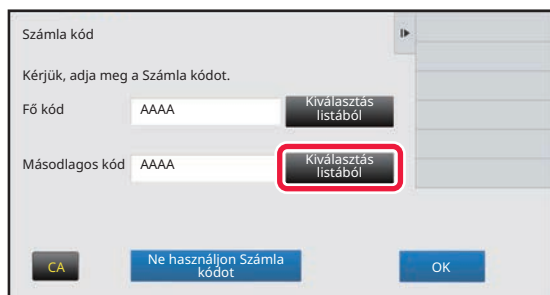 Számla kód
Kérjük, adja meg a Számla kódot.
Fő kód
AAAA
Kiválasztás
listából
Másodlagos kód
AAAA
Kiválasztás
listából
CA
Ne használjon Számla
kódot
OK